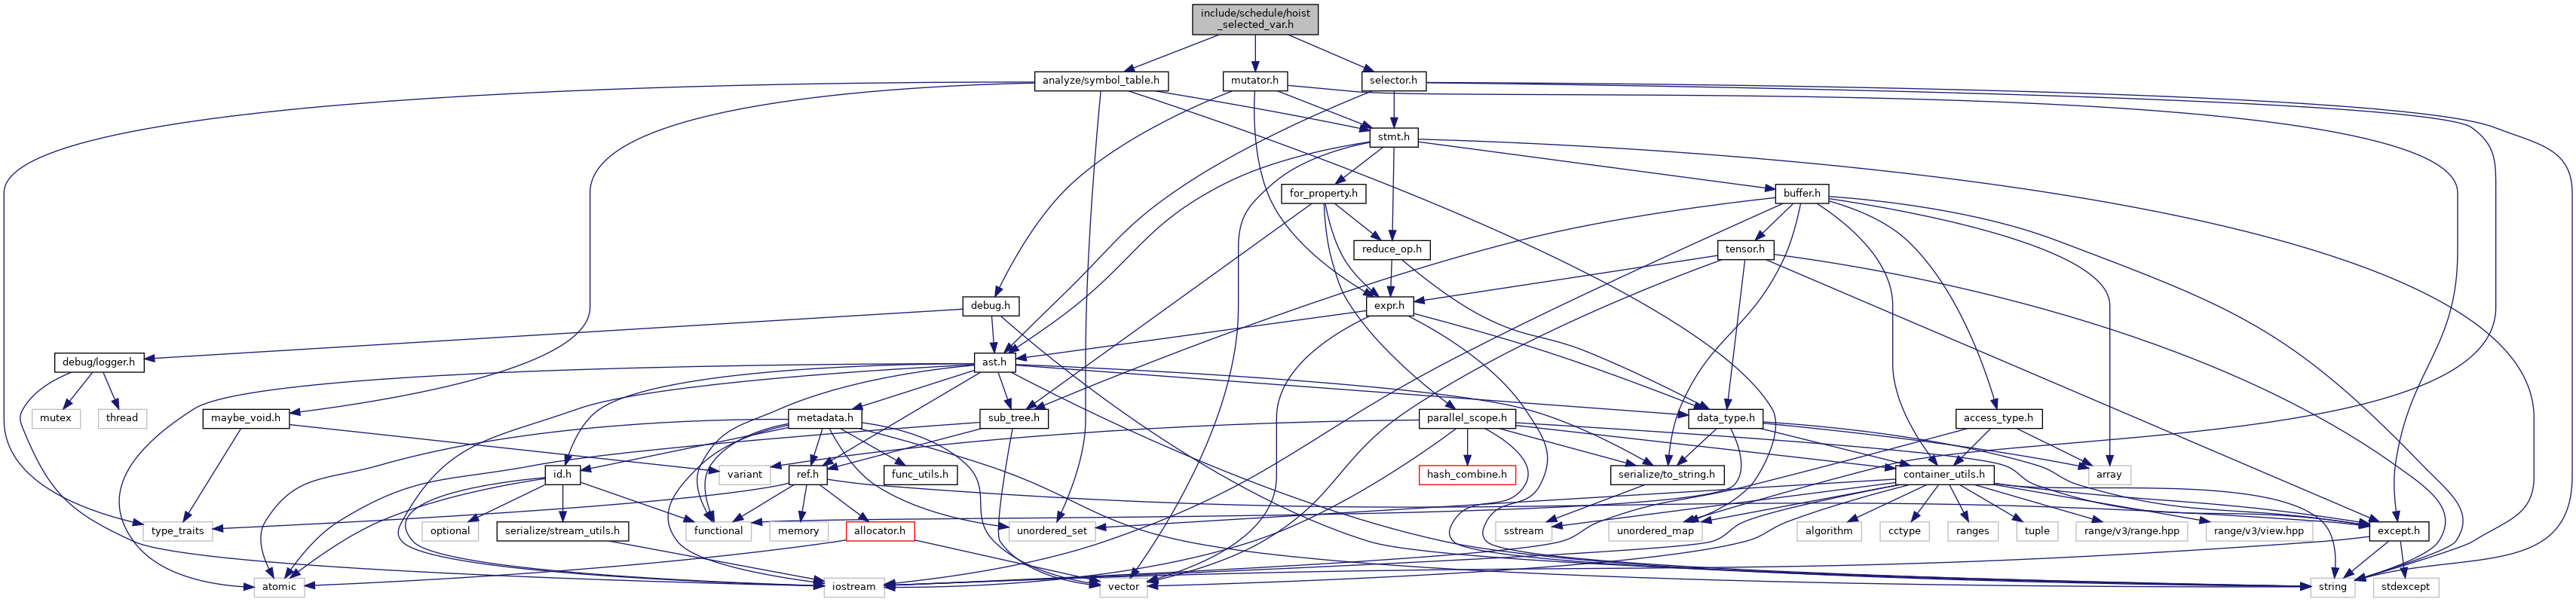 include/schedule/hoist
_selected_var.h
analyze/symbol_table.h
mutator.h
selector.h
stmt.h
for_property.h
buffer.h
reduce_op.h
tensor.h
debug.h
expr.h
debug/logger.h
ast.h
mutex
thread
maybe_void.h
metadata.h
sub_tree.h
parallel_scope.h
data_type.h
access_type.h
id.h
variant
ref.h
func_utils.h
hash_combine.h
serialize/to_string.h
container_utils.h
array
type_traits
optional
serialize/stream_utils.h
functional
memory
allocator.h
unordered_set
sstream
unordered_map
algorithm
cctype
ranges
tuple
range/v3/range.hpp
range/v3/view.hpp
except.h
atomic
iostream
vector
string
stdexcept